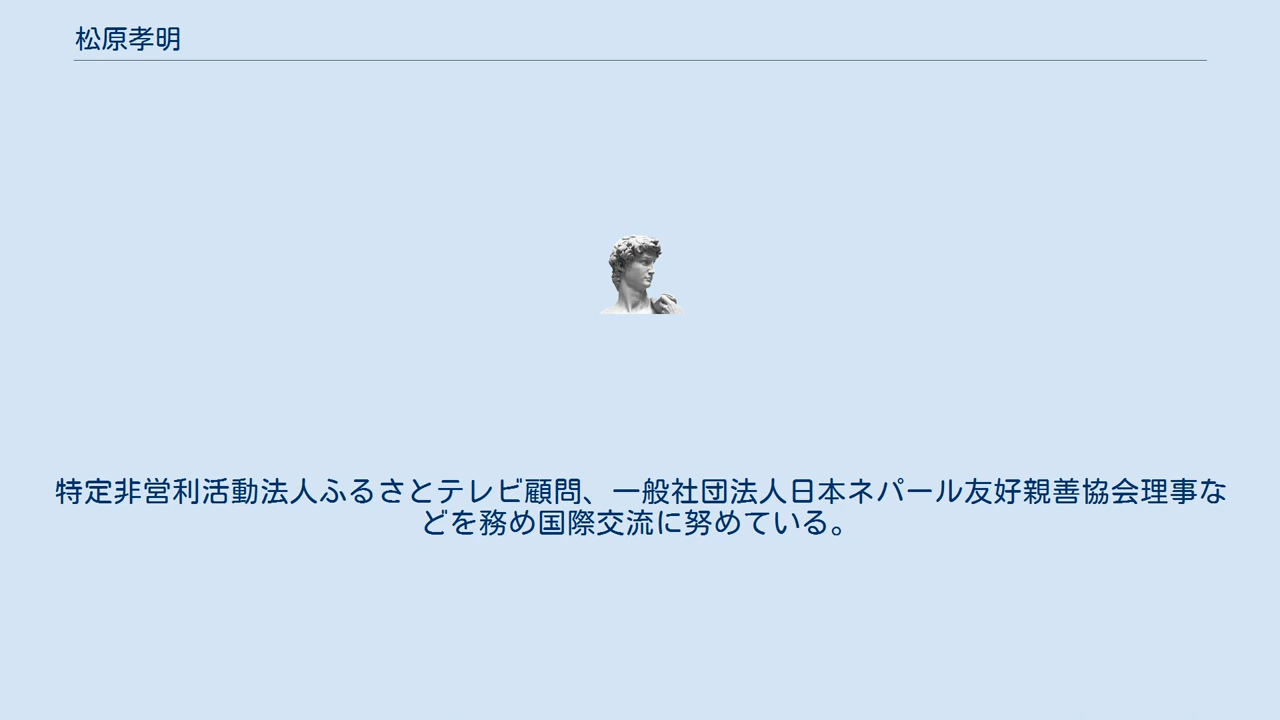 松原孝明
特定非営利活動法人ふるさとテレビ顧問、一般社団法人日本ネパール友好親善協会理事な
どを務め国際交流に努めている。